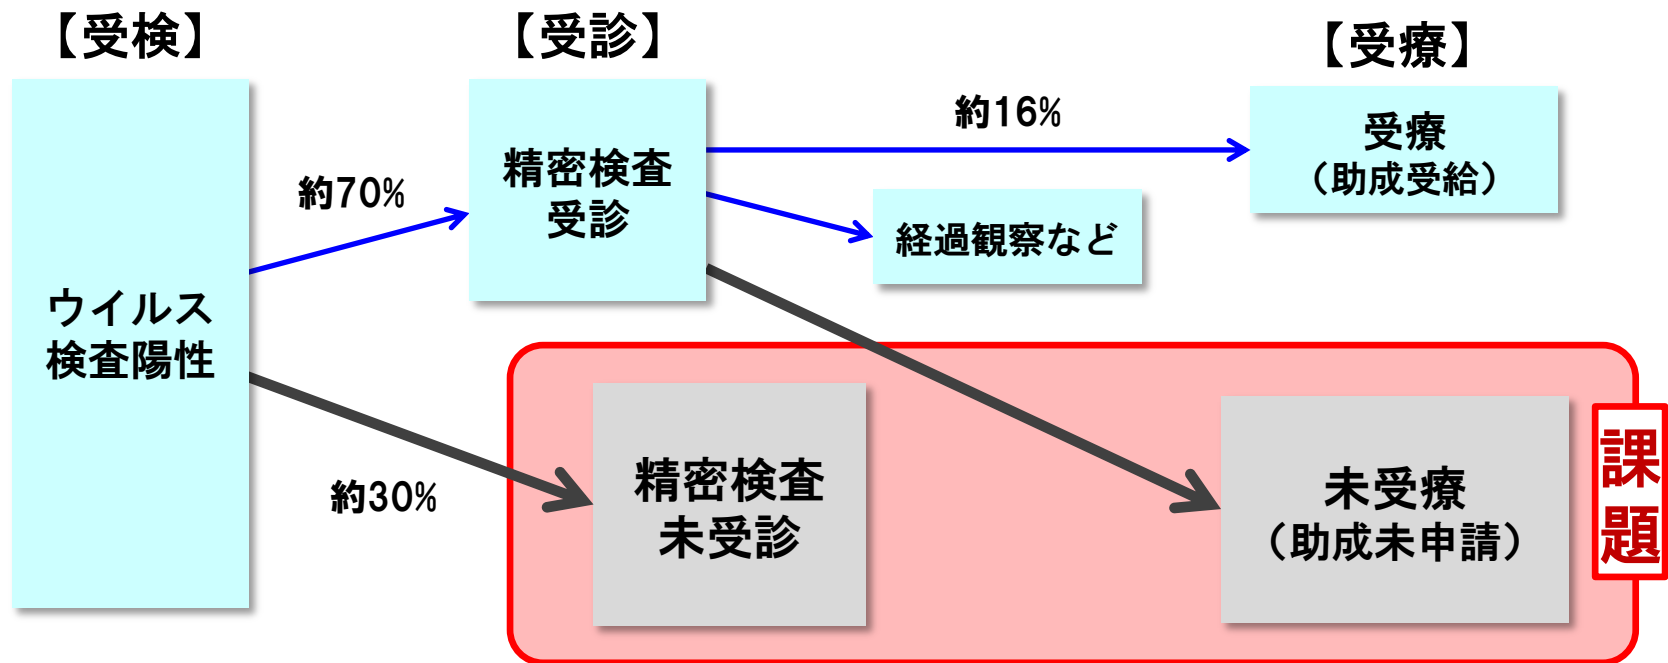 【受検】
【受診】
【受療】
ウイルス
検査陽性
約70%
約30%
精密検査
受診
約16%
受療
（助成受給）
経過観察など
精密検査
未受診
未受療
（助成未申請）
課
題